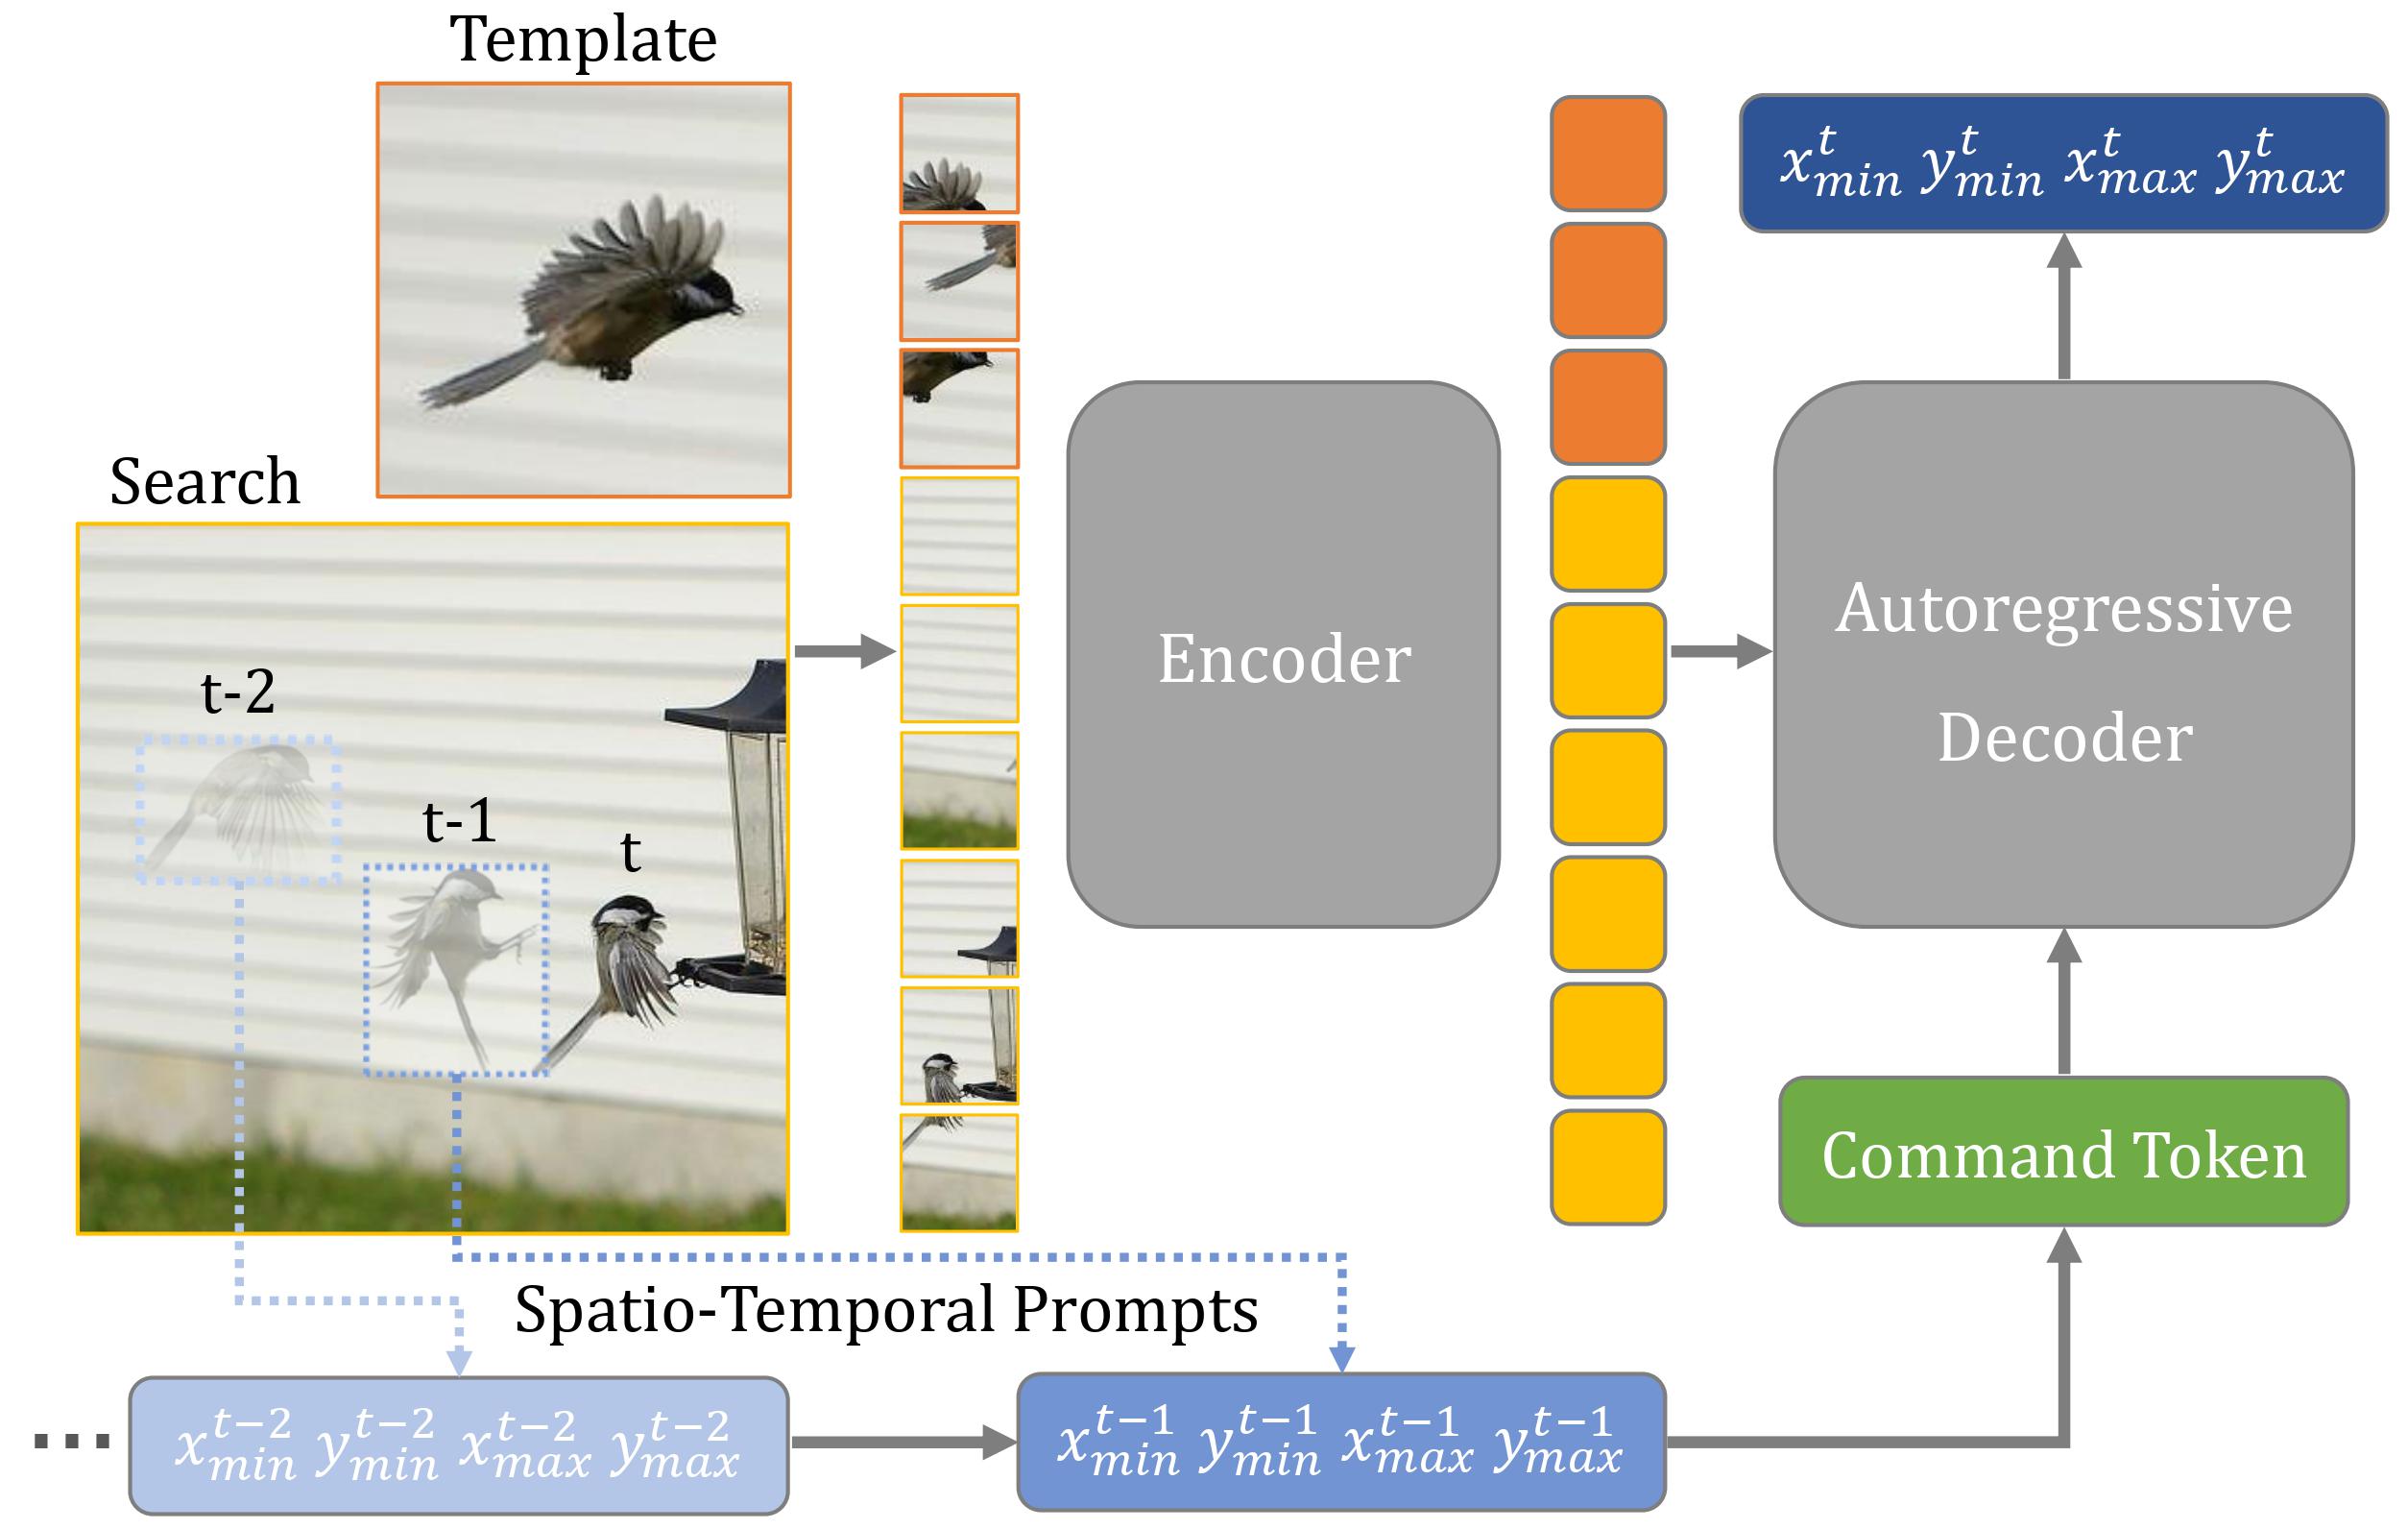 Template
Search
t-2
t-1
t
Encoder
Autoregressive
Decoder
x_{min}^{t} y_{min}^{t} x_{max}^{t} y_{max}^{t}
Command Token
Spatio-Temporal Prompts
... x_{min}^{t-2} y_{min}^{t-2} x_{max}^{t-2} y_{max}^{t-2}
x_{min}^{t-1} y_{min}^{t-1} x_{max}^{t-1} y_{max}^{t-1}